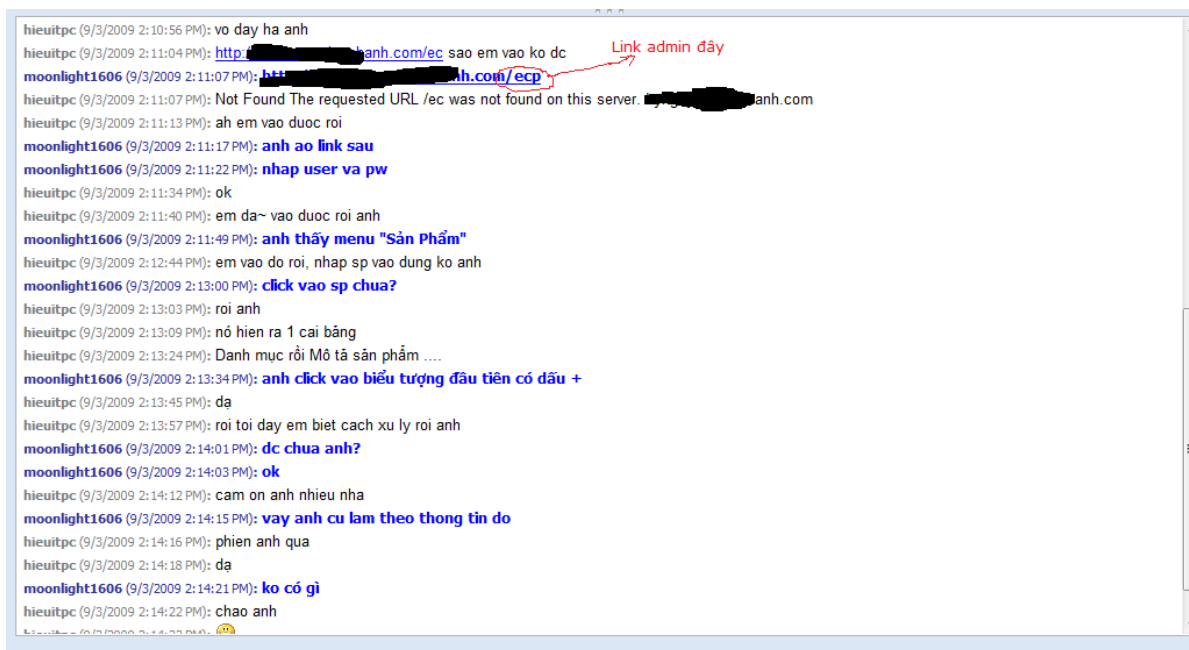 hieuitpc (9/3/2009 2:10:56 PM): vo day ha anh
hieuitpc (9/3/2009 2:11:04 PM): http: anh.com/ec sao em vao ko dc
Link admin đây
moonlight1606 (9/3/2009 2:11:07 PM): htt nh.com/ecp
hieuitpc (9/3/2009 2:11:07 PM): Not Found The requested URL /ec was not found on this server. anh.com
hieuitpc (9/3/2009 2:11:13 PM): ah em vao duoc roi
moonlight1606 (9/3/2009 2:11:17 PM): anh ao link sau
moonlight1606 (9/3/2009 2:11:22 PM): nhap user va pw
hieuitpc (9/3/2009 2:11:34 PM): ok
hieuitpc (9/3/2009 2:11:40 PM): em da~ vao duoc roi anh
moonlight1606 (9/3/2009 2:11:49 PM): anh thấy menu "Sản Phẩm"
hieuitpc (9/3/2009 2:12:44 PM): em vao do roi, nhap sp vao dung ko anh
moonlight1606 (9/3/2009 2:13:00 PM): click vao sp chua?
hieuitpc (9/3/2009 2:13:03 PM): roi anh
hieuitpc (9/3/2009 2:13:09 PM): nó hien ra 1 cai bảng
hieuitpc (9/3/2009 2:13:24 PM): Danh mục rồi Mô tả sản phẩm ....
moonlight1606 (9/3/2009 2:13:34 PM): anh click vao biểu tượng đầu tiên có dấu +
hieuitpc (9/3/2009 2:13:45 PM): dạ
hieuitpc (9/3/2009 2:13:57 PM): roi toi day em biet cach xu ly roi anh
moonlight1606 (9/3/2009 2:14:01 PM): dc chua anh?
moonlight1606 (9/3/2009 2:14:03 PM): ok
hieuitpc (9/3/2009 2:14:12 PM): cam on anh nhieu nha
moonlight1606 (9/3/2009 2:14:15 PM): vay anh cu lam theo thong tin do
hieuitpc (9/3/2009 2:14:16 PM): phien anh qua
hieuitpc (9/3/2009 2:14:18 PM): dạ
moonlight1606 (9/3/2009 2:14:21 PM): ko có gì
hieuitpc (9/3/2009 2:14:22 PM): chao anh